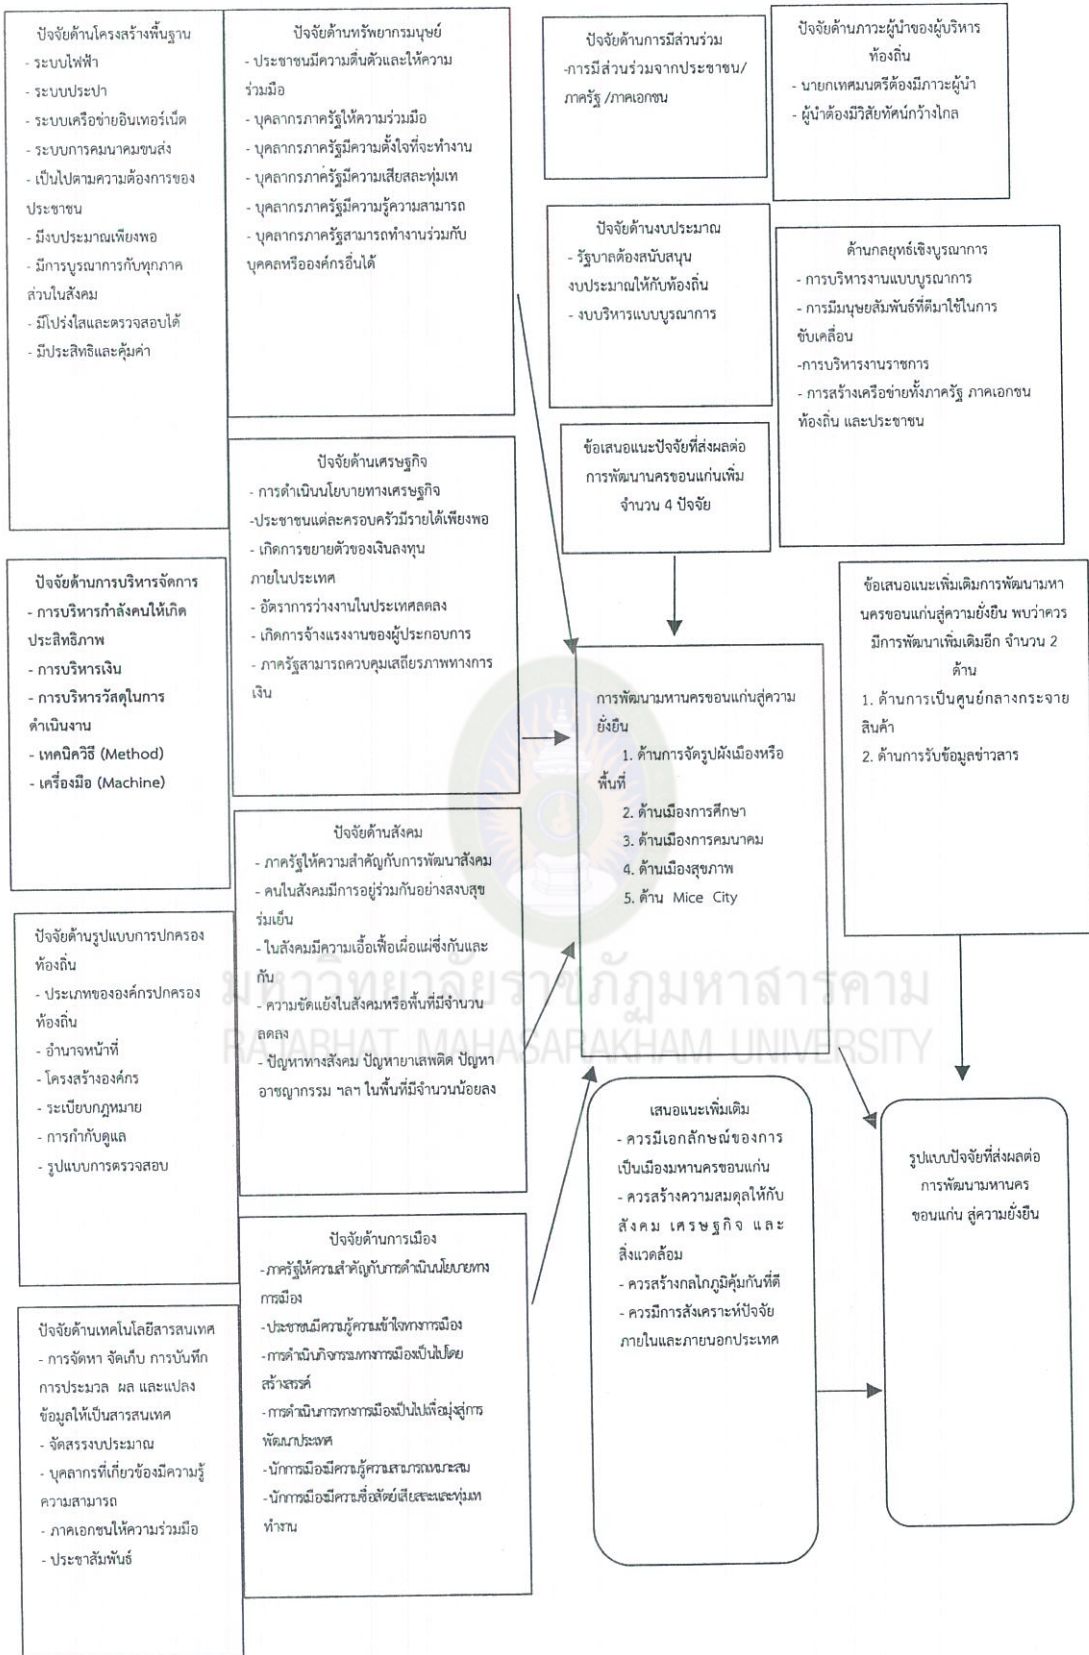 ปัจจัยด้านโครงสร้างพื้นฐาน
- ระบบไฟฟ้า
- ระบบประปา
- ระบบเครือข่ายอินเทอร์เน็ต
- ระบบการคมนาคมขนส่ง
- เป็นไปตามความต้องการของ
ประชาชน
- มีงบประมาณเพียงพอ
- มีการบูรณาการกับทุกภาค
ส่วนในสังคม
- มีโปร่งใสและตรวจสอบได้
- มีประสิทธิและคุ้มค่า
ปัจจัยด้านทรัพยากรมนุษย์
- ประชาชนมีความตื่นตัวและให้ความ
ร่วมมือ
- บุคลากรภาครัฐให้ความร่วมมือ
- บุคลากรภาครัฐมีความตั้งใจที่จะทำงาน
- บุคลากรภาครัฐมีความเสียสละทุ่มเท
- บุคลากรภาครัฐมีความรู้ความสามารถ
- บุคลากรภาครัฐสามารถทำงานร่วมกับ
บุคคลหรือองค์กรอื่นได้
ปัจจัยด้านการมีส่วนร่วม
-การมีส่วนร่วมจากประชาชน/
ภาครัฐ /ภาคเอกชน
ปัจจัยด้านภาวะผู้นำของผู้บริหาร
ท้องถิ่น
- นายกเทศมนตรีต้องมีภาวะผู้นำ
- ผู้นำต้องมีวิสัยทัศน์กว้างไกล
ปัจจัยด้านงบประมาณ
- รัฐบาลต้องสนับสนุน
งบประมาณให้กับท้องถิ่น
- งบบริหารแบบบูรณาการ
ด้านกลยุทธ์เชิงบูรณาการ
- การบริหารงานแบบบูรณาการ
- การมีมนุษยสัมพันธ์ที่ดีมาใช้ในการ
ขับเคลื่อน
-การบริหารงานราชการ
- การสร้างเครือข่ายทั้งภาครัฐ ภาคเอกชน
ท้องถิ่น และประชาชน
ข้อเสนอแนะปัจจัยที่ส่งผลต่อ
การพัฒนานครขอนแก่นเพิ่ม
จำนวน 4 ปัจจัย
ปัจจัยด้านเศรษฐกิจ
- การดำเนินนโยบายทางเศรษฐกิจ
-ประชาชนแต่ละครอบครัวมีรายได้เพียงพอ
- เกิดการขยายตัวของเงินลงทุน
ภายในประเทศ
- อัตราการว่างงานในประเทศลดลง
- เกิดการจ้างแรงงานของผู้ประกอบการ
- ภาครัฐสามารถควบคุมเสถียรภาพทางการ
เงิน
ปัจจัยด้านการบริหารจัดการ
- การบริหารกำลังคนให้เกิด
ประสิทธิภาพ
- การบริหารเงิน
- การบริหารวัสดุในการ
ดำเนินงาน
- เทคนิควิธี (Method)
- เครื่องมือ (Machine)
ข้อเสนอแนะเพิ่มเติมการพัฒนามหา
นครขอนแก่นสู่ความยั่งยืน พบว่าควร
มีการพัฒนาเพิ่มเติมอีก จำนวน 2
ด้าน
1. ด้านการเป็นศูนย์กลางกระจาย
สินค้า
2. ด้านการรับข้อมูลข่าวสาร
การพัฒนามหานครขอนแก่นสู่ความ
ยั่งยืน
1. ด้านการจัดรูปผังเมืองหรือ
พื้นที่
2. ด้านเมืองการศึกษา
3. ด้านเมืองการคมนาคม
4. ด้านเมืองสุขภาพ
5. ด้าน Mice City
ปัจจัยด้านสังคม
- ภาครัฐให้ความสำคัญกับการพัฒนาสังคม
- คนในสังคมมีการอยู่ร่วมกันอย่างสงบสุข
ร่มเย็น
- ในสังคมมีความเอื้อเฟื้อเผื่อแผ่ซึ่งกันและ
กัน
- ความขัดแย้งในสังคมหรือพื้นที่มีจำนวน
ลดลง
- ปัญหาทางสังคม ปัญหายาเสพติด ปัญหา
อาชญากรรม ฯลฯ ในพื้นที่มีจำนวนน้อยลง
มหาวิทยาลัยราชภัฏมหาสารคาม
RAJABHAT MAHASARAKHAM UNIVERSITY
ปัจจัยด้านรูปแบบการปกครอง
ท้องถิ่น
- ประเภทขององค์กรปกครอง
ท้องถิ่น
- อำนาจหน้าที่
- โครงสร้างองค์กร
- ระเบียบกฎหมาย
- การกำกับดูแล
- รูปแบบการตรวจสอบ
เสนอแนะเพิ่มเติม
- ควรมีเอกลักษณ์ของการ
เป็นเมืองมหานครขอนแก่น
- ควรสร้างความสมดุลให้กับ
สังคม เศรษฐกิจ และ
สิ่งแวดล้อม
- ควรสร้างกลไกภูมิคุ้มกันที่ดี
- ควรมีการสังเคราะห์ปัจจัย
ภายในและภายนอกประเทศ
รูปแบบปัจจัยที่ส่งผลต่อ
การพัฒนามหานคร
ขอนแก่น สู่ความยั่งยืน
ปัจจัยด้านการเมือง
-ภาครัฐให้ความสำคัญกับการดำเนินนโยบายทาง
การเมือง
-ประชาชนมีความรู้ความเข้าใจทางการเมือง
-การดำเนินกิจกรรมทางการเมืองเป็นไปโดย
สร้างสรรค์
-การดำเนินการทางการเมืองเป็นไปเพื่อมุ่งสู่การ
พัฒนาประเทศ
-นักการเมืองมีความรู้ความสามารถเหมาะสม
-นักการเมืองมีความซื่อสัตย์เสียสละและทุ่มเท
ทำงาน
ปัจจัยด้านเทคโนโลยีสารสนเทศ
- การจัดหา จัดเก็บ การบันทึก
การประมวล ผล และแปลง
ข้อมูลให้เป็นสารสนเทศ
- จัดสรรงบประมาณ
- บุคลากรที่เกี่ยวข้องมีความรู้
ความสามารถ
- ภาคเอกชนให้ความร่วมมือ
- ประชาสัมพันธ์